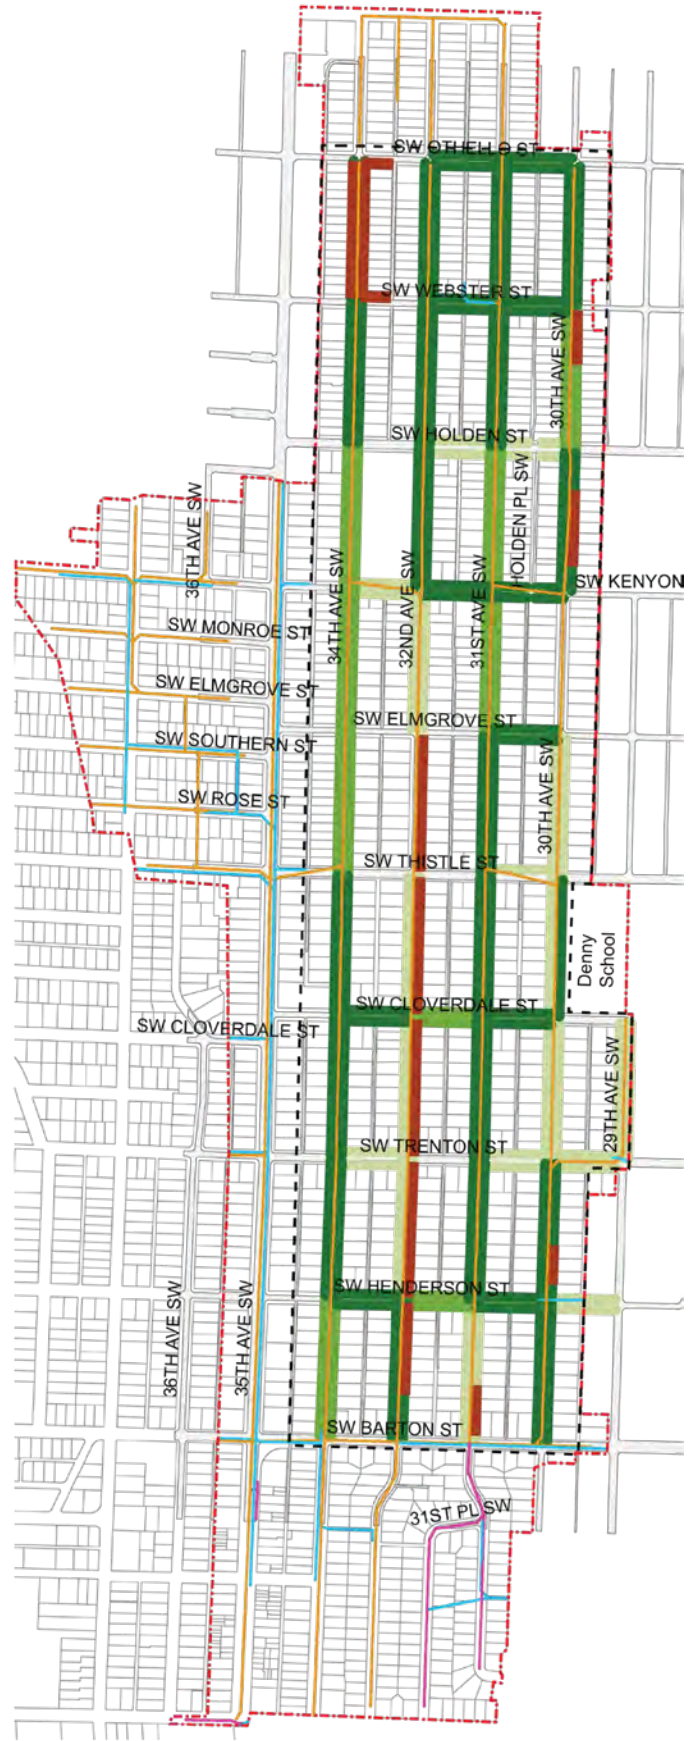 SW OTHELLO ST
SW WEBSTER ST
30TH AVE SW
SW HOLDEN ST
HOLDEN PL SW
36TH AVE SW
SW KENYON
34TH AVE SW
32ND AVE SW
31ST AVE SW
SW MONROE ST
SW ELMGROVE ST
SW ELMGROVE ST
SW SOUTHERN ST
30TH AVE SW
SW ROSE ST
SW THISTLE ST
Denny
School
SW CLOVERDALE ST
SW CLOVERDALE ST
29TH AVE SW
SW TRENTON ST
SW HENDERSON ST
36TH AVE SW
35TH AVE SW
SW BARTON ST
31ST PL SW